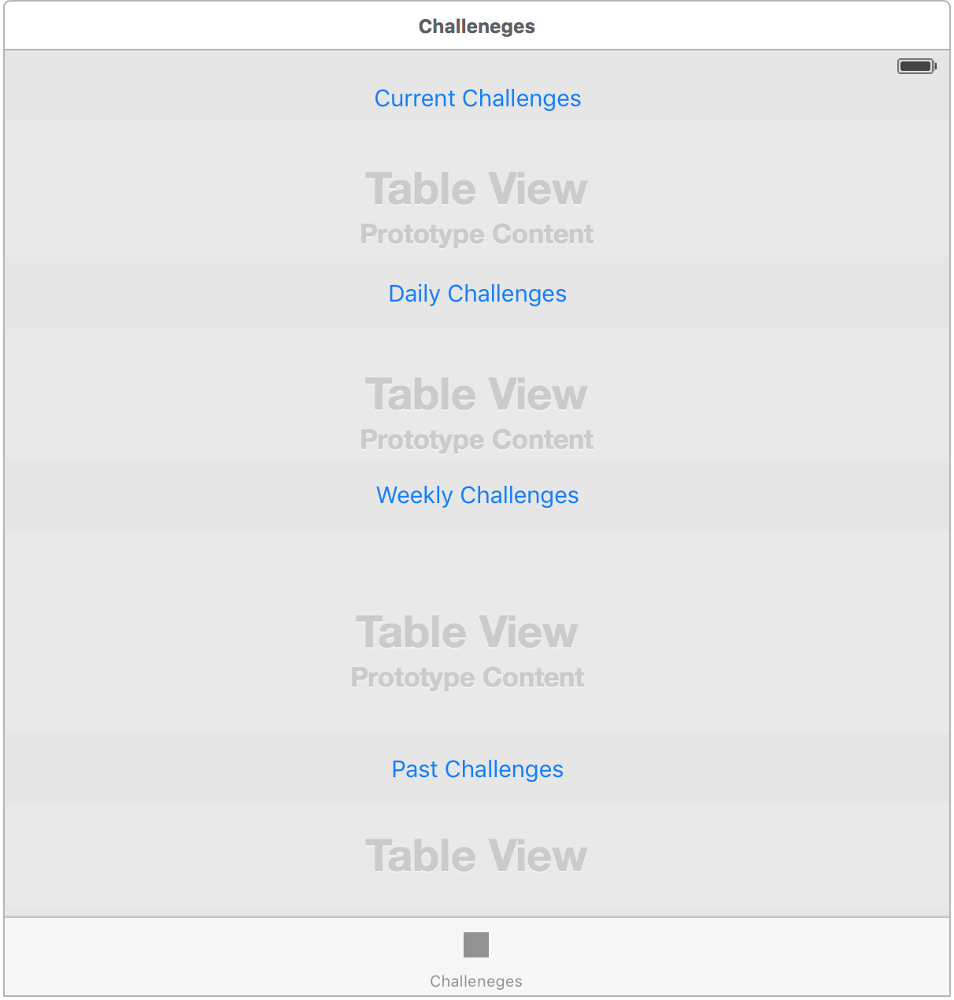 Challeneges
Current Challenges
Table View
Prototype Content
Daily Challenges
Table View
Prototype Content
Weekly Challenges
Table View
Prototype Content
Past Challenges
Table View
Challeneges